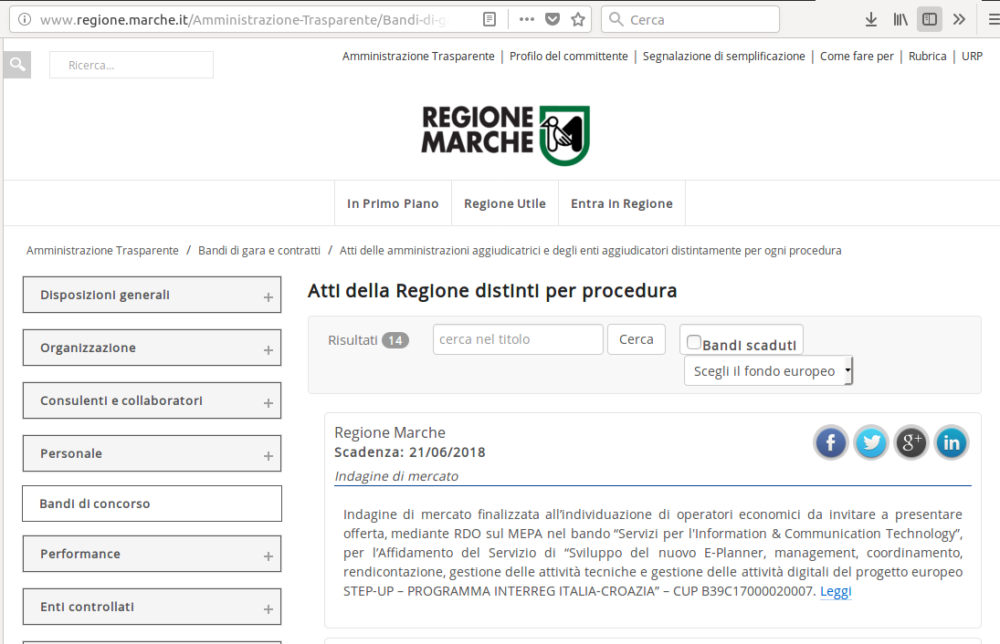 www.regione.marche.it/Amministrazione-Trasparente/Bandi-di-g
Cerca
Ricerca...
Amministrazione Trasparente | Profilo del committente | Segnalazione di semplificazione | Come fare per | Rubrica | URP
REGIONE
MARCHE
In Primo Piano
Regione Utile
Entra in Regione
Amministrazione Trasparente / Bandi di gara e contratti / Atti delle amministrazioni aggiudicatrici e degli enti aggiudicatori distintamente per ogni procedura
Disposizioni generali +
Organizzazione +
Consulenti e collaboratori +
Personale +
Bandi di concorso
Performance +
Enti controllati +
Atti della Regione distinti per procedura
Risultati 14
cerca nel titolo
Cerca
Bandi scaduti
Scegli il fondo europeo
Regione Marche
Scadenza: 21/06/2018
Indagine di mercato
f
g+
in
Indagine di mercato finalizzata all’individuazione di operatori economici da invitare a presentare
offerta, mediante RDO sul MEPA nel bando “Servizi per l'Information & Communication Technology”,
per l’Affidamento del Servizio di “Sviluppo del nuovo E-Planner, management, coordinamento,
rendicontazione, gestione delle attività tecniche e gestione delle attività digitali del progetto europeo
STEP-UP – PROGRAMMA INTERREG ITALIA-CROAZIA” – CUP B39C17000020007. Leggi